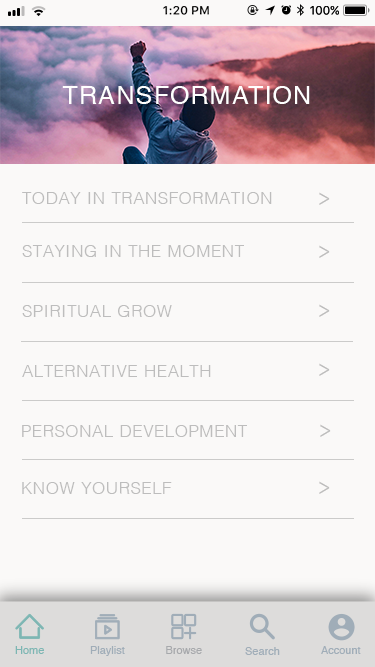 1:20 PM
100%
TRANSFORMATION
TODAY IN TRANSFORMATION >
STAYING IN THE MOMENT >
SPIRITUAL GROW >
ALTERNATIVE HEALTH >
PERSONAL DEVELOPMENT >
KNOW YOURSELF >
Home Playlist Browse Search Account